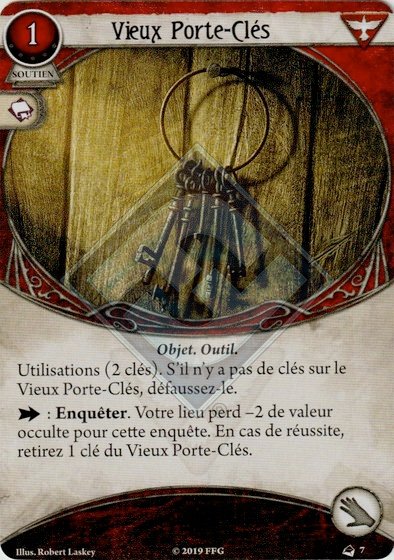 1
Vieux Porte-Clés
SOUTIEN
Objet. Outil.
Utilisations (2 clés). S'il n'y a pas de clés sur le
Vieux Porte-Clés, défaussez-le.
: Enquêter. Votre lieu perd –2 de valeur
occulte pour cette enquête. En cas de réussite,
retirez 1 clé du Vieux Porte-Clés.
Illus. Robert Laskey
© 2019 FFG
7